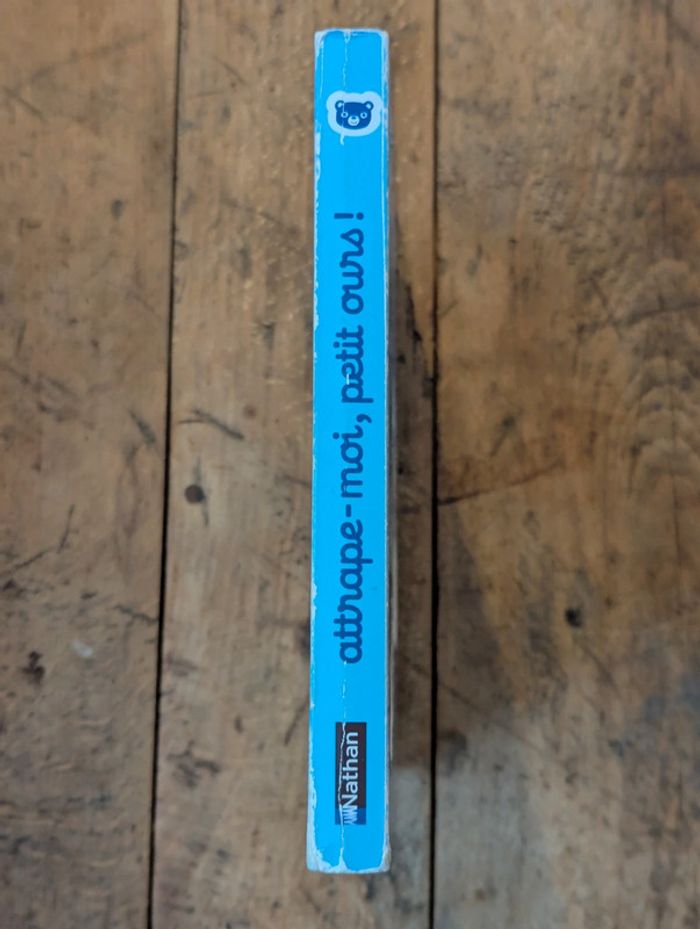 attrape-moi, petit ours !
Nathan